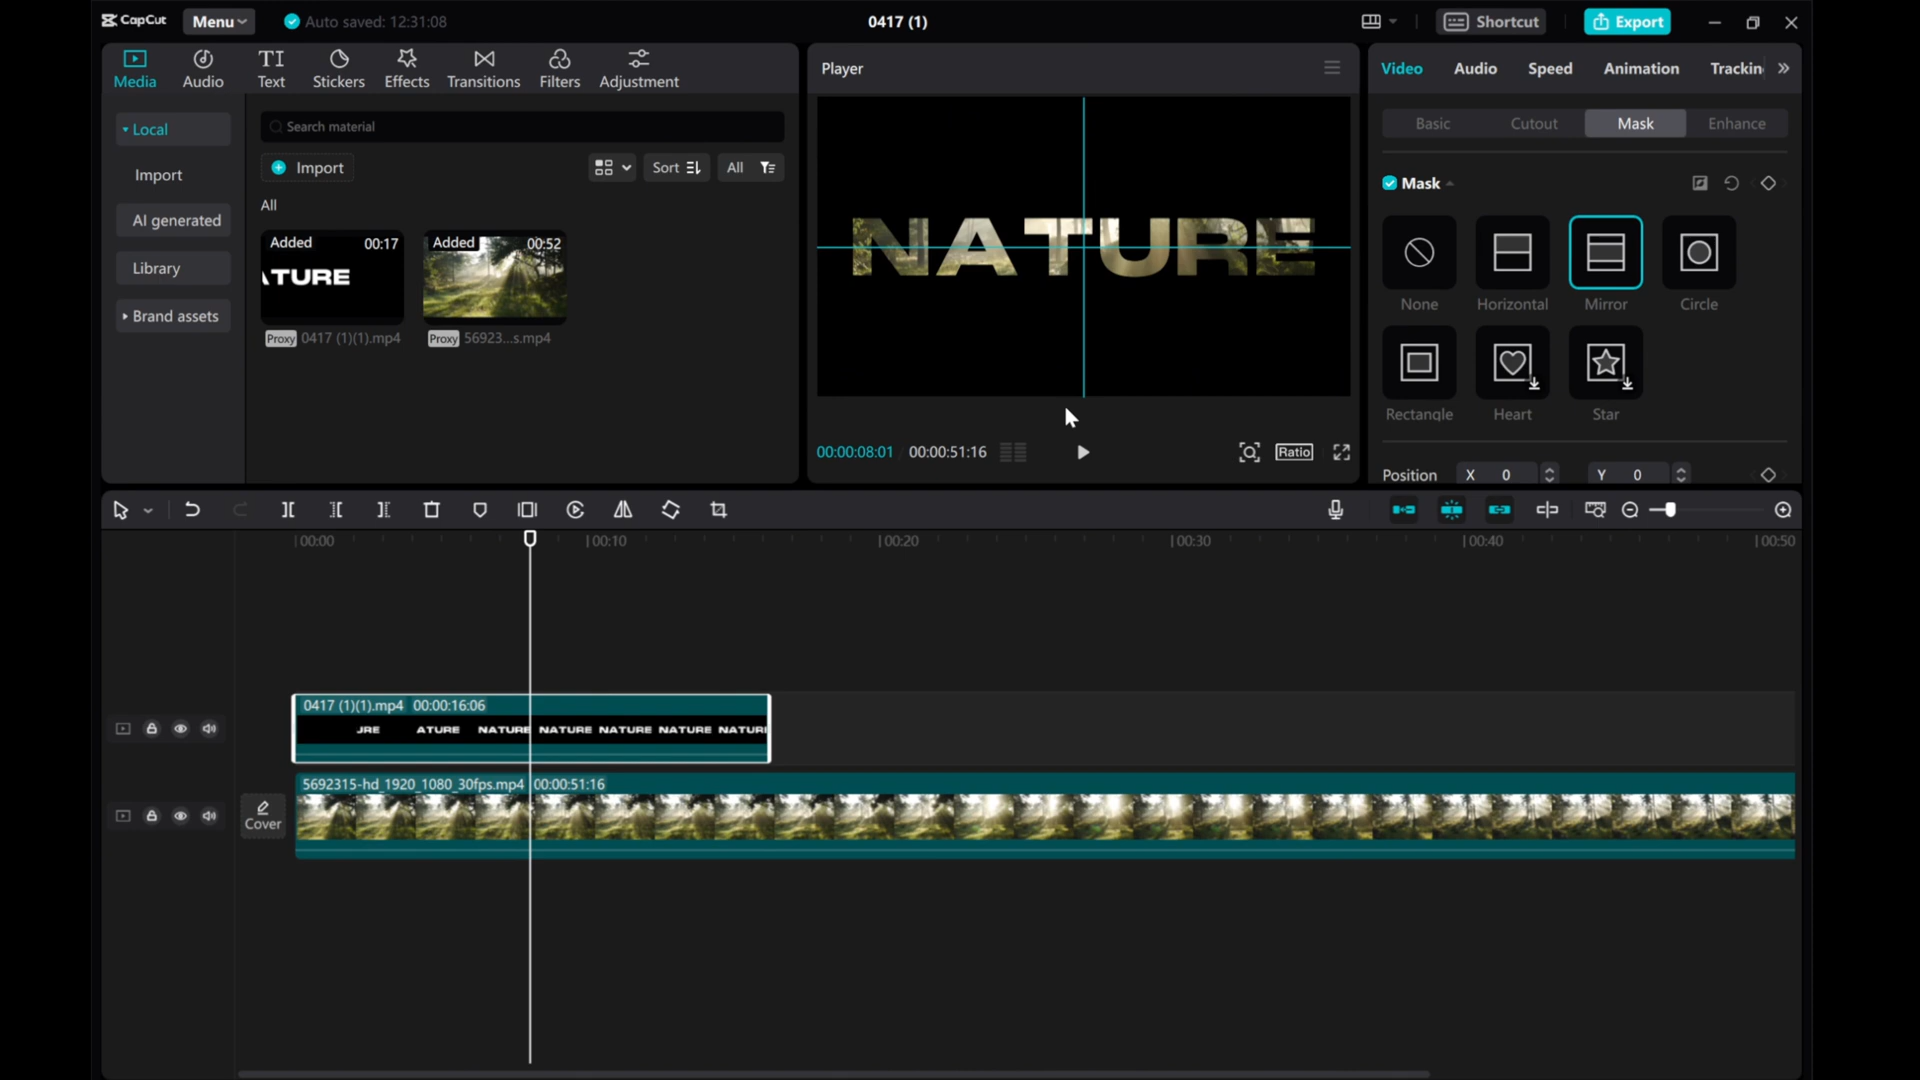 CapCut Menu Auto saved: 12:31:08 0417 (1) Shortcut Export
Media Audio Text Stickers Effects Transitions Filters Adjustment
Player
Video Audio Speed Animation Trackin
Local
Import
AI generated
Library
Brand assets
Search material
Import Sort All
All
Added 00:17
ATURE
Proxy 0417 (1)(1).mp4
Added 00:52
Proxy 56923...s.mp4
NATURE
00:00:08:01 / 00:00:51:16
Ratio
Basic Cutout Mask Enhance
Mask
None Horizontal Mirror Circle
Rectangle Heart Star
Position X 0 Y 0
00:00 00:10 00:20 00:30 00:40 00:50
0417 (1)(1).mp4 00:00:16:06
JRE ATURE NATURE NATURE NATURE NATURE NATURE
Cover
5692315-hd_1920_1080_30fps.mp4 00:00:51:16